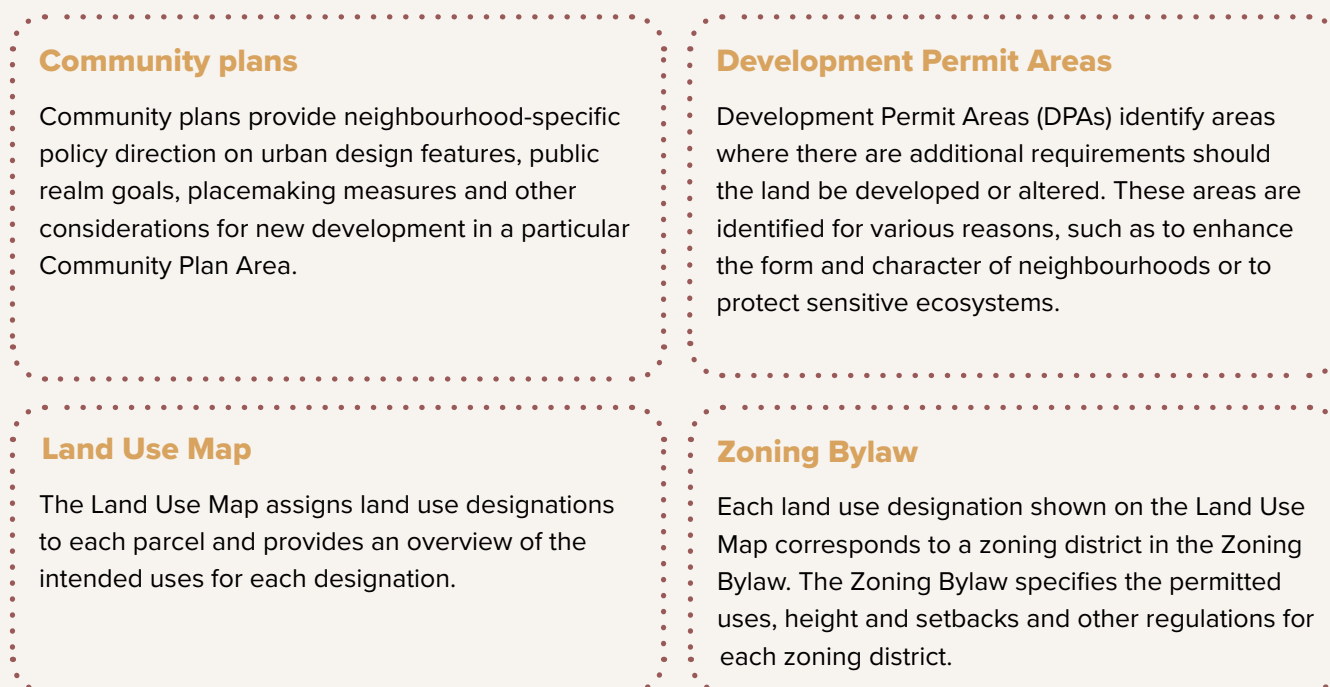 Community plans
Community plans provide neighbourhood-specific
policy direction on urban design features, public
realm goals, placemaking measures and other
considerations for new development in a particular
Community Plan Area.
Development Permit Areas
Development Permit Areas (DPAs) identify areas
where there are additional requirements should
the land be developed or altered. These areas are
identified for various reasons, such as to enhance
the form and character of neighbourhoods or to
protect sensitive ecosystems.
Land Use Map
The Land Use Map assigns land use designations
to each parcel and provides an overview of the
intended uses for each designation.
Zoning Bylaw
Each land use designation shown on the Land Use
Map corresponds to a zoning district in the Zoning
Bylaw. The Zoning Bylaw specifies the permitted
uses, height and setbacks and other regulations for
each zoning district.